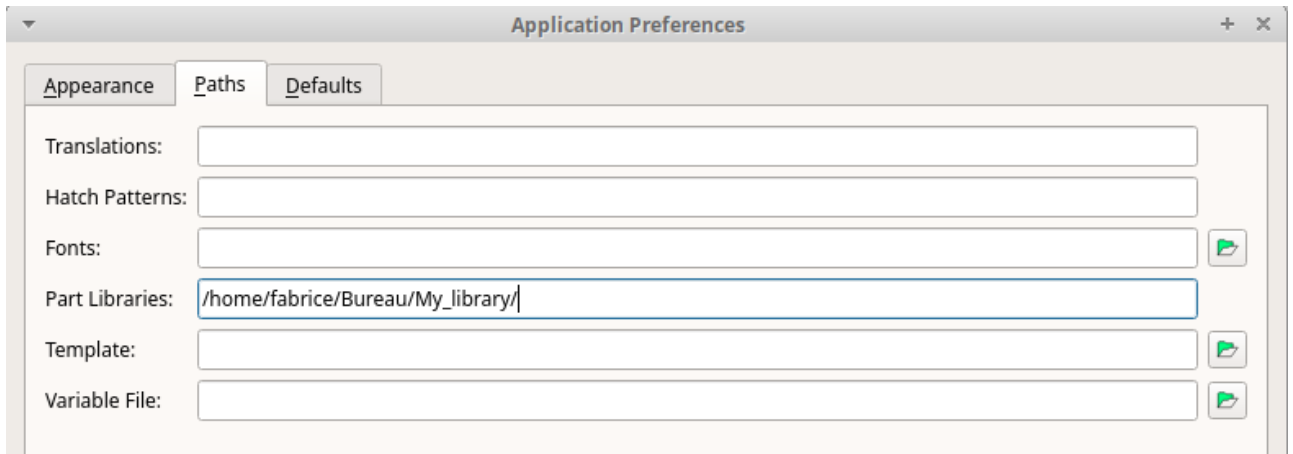 Application Preferences
Appearance Paths Defaults
Translations:
Hatch Patterns:
Fonts:
Part Libraries: /home/fabrice/Bureau/My_library/
Template:
Variable File: